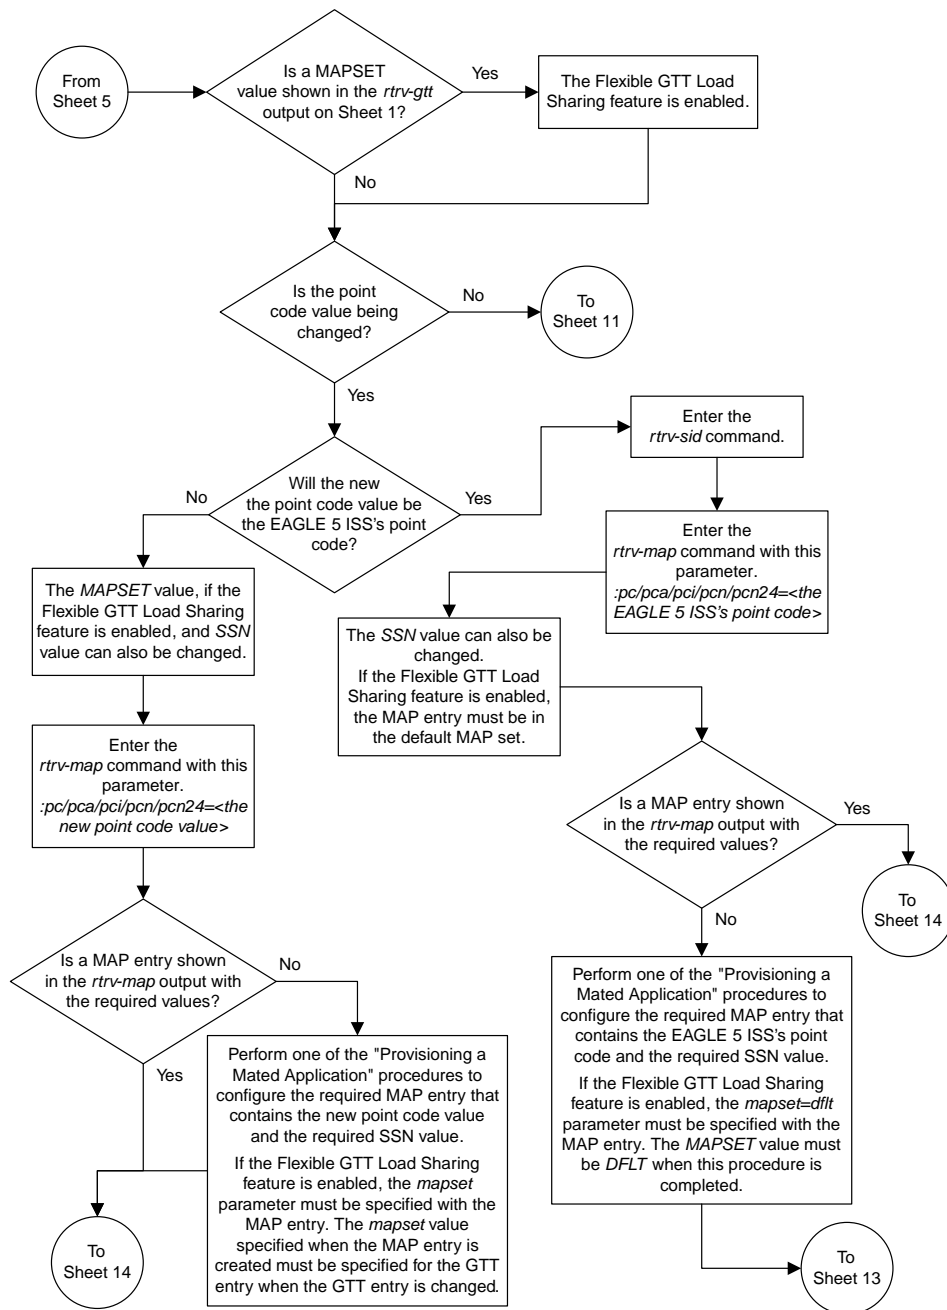 From
Sheet 5
Is a MAPSET
value shown in the rtrv-gtt
output on Sheet 1?
Yes
The Flexible GTT Load
Sharing feature is enabled.
No
Is the point
code value being
changed?
No
To
Sheet 11
Yes
Will the new
the point code value be
the EAGLE 5 ISS's point
code?
No
Yes
Enter the
rtrv-sid command.
Enter the
rtrv-map command with this
parameter.
:pc/pca/pci/pcn/pcn24=<the
EAGLE 5 ISS's point code>
The MAPSET value, if the
Flexible GTT Load Sharing
feature is enabled, and SSN
value can also be changed.
The SSN value can also be
changed.
If the Flexible GTT Load
Sharing feature is enabled,
the MAP entry must be in
the default MAP set.
Enter the
rtrv-map command with this
parameter.
:pc/pca/pci/pcn/pcn24=<the
new point code value>
Is a MAP entry shown
in the rtrv-map output with
the required values?
Yes
To
Sheet 14
No
Is a MAP entry shown
in the rtrv-map output with
the required values?
No
Yes
Perform one of the "Provisioning a
Mated Application" procedures to
configure the required MAP entry that
contains the new point code value
and the required SSN value.
If the Flexible GTT Load Sharing
feature is enabled, the mapset
parameter must be specified with the
MAP entry. The mapset value
specified when the MAP entry is
created must be specified for the GTT
entry when the GTT entry is changed.
To
Sheet 14
Perform one of the "Provisioning a
Mated Application" procedures to
configure the required MAP entry that
contains the EAGLE 5 ISS's point
code and the required SSN value.
If the Flexible GTT Load Sharing
feature is enabled, the mapset=dflt
parameter must be specified with the
MAP entry. The MAPSET value must
be DFLT when this procedure is
completed.
To
Sheet 13